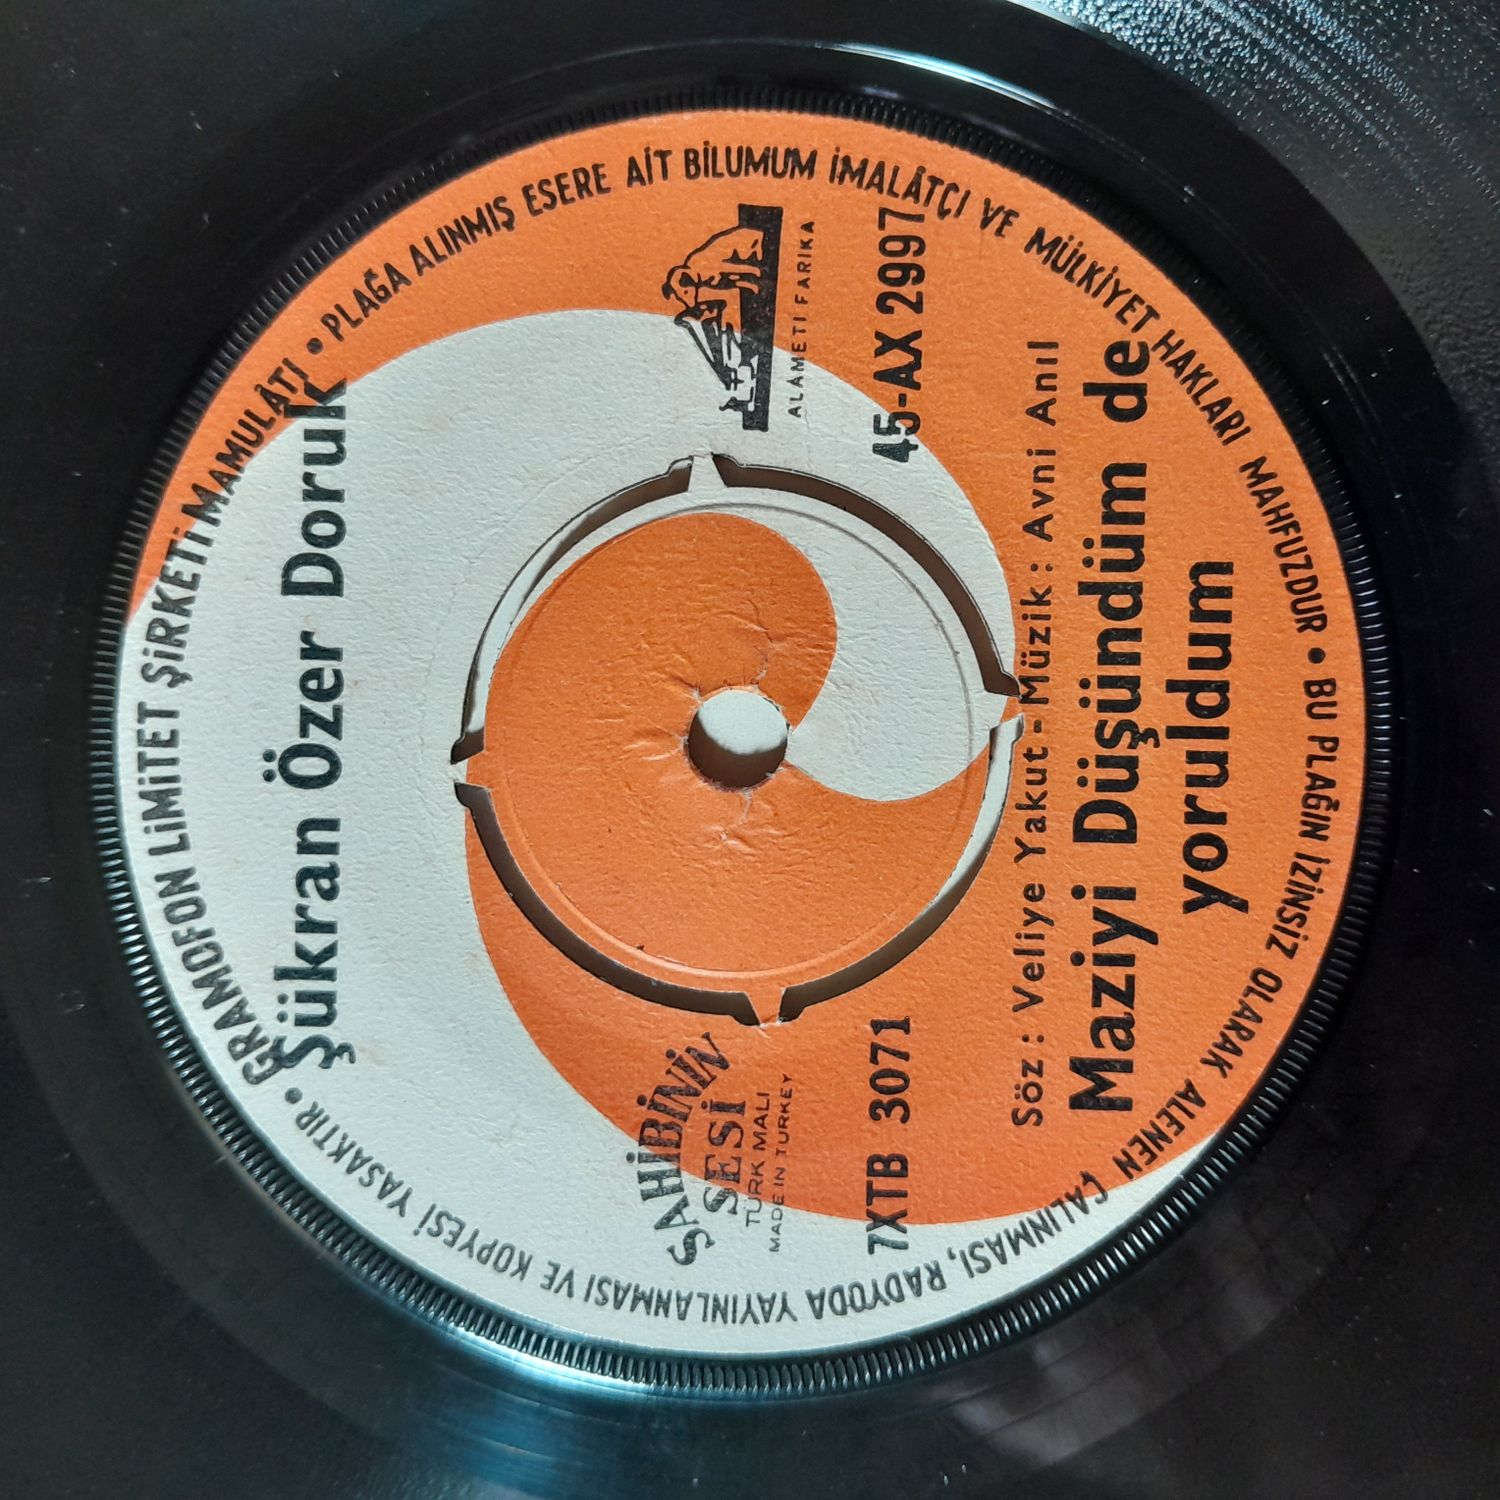 GRAMOFON LİMİTET ŞİRKETİ MAMULÂTI • PLAĞA ALINMIŞ ESERE AİT BİLUMUM İMALÂTÇI VE MÜLKİYET HAKLARI MAHFUZDUR • BU PLAĞIN İZİNSİZ OLARAK ALENEN ÇALINMASI, RADYODA YAYINLANMASI VE KOPYESİ YASAKTIR •
Şükran Özer Doruk
SAHİBİNİN
SESİ
TÜRK MALI
MADE IN TURKEY
ALÂMETİ FARİKA
7XTB 3071
45-AX 2997
Söz : Veliye Yakut - Müzik : Avni Anıl
Maziyi Düşündüm de
yoruldum